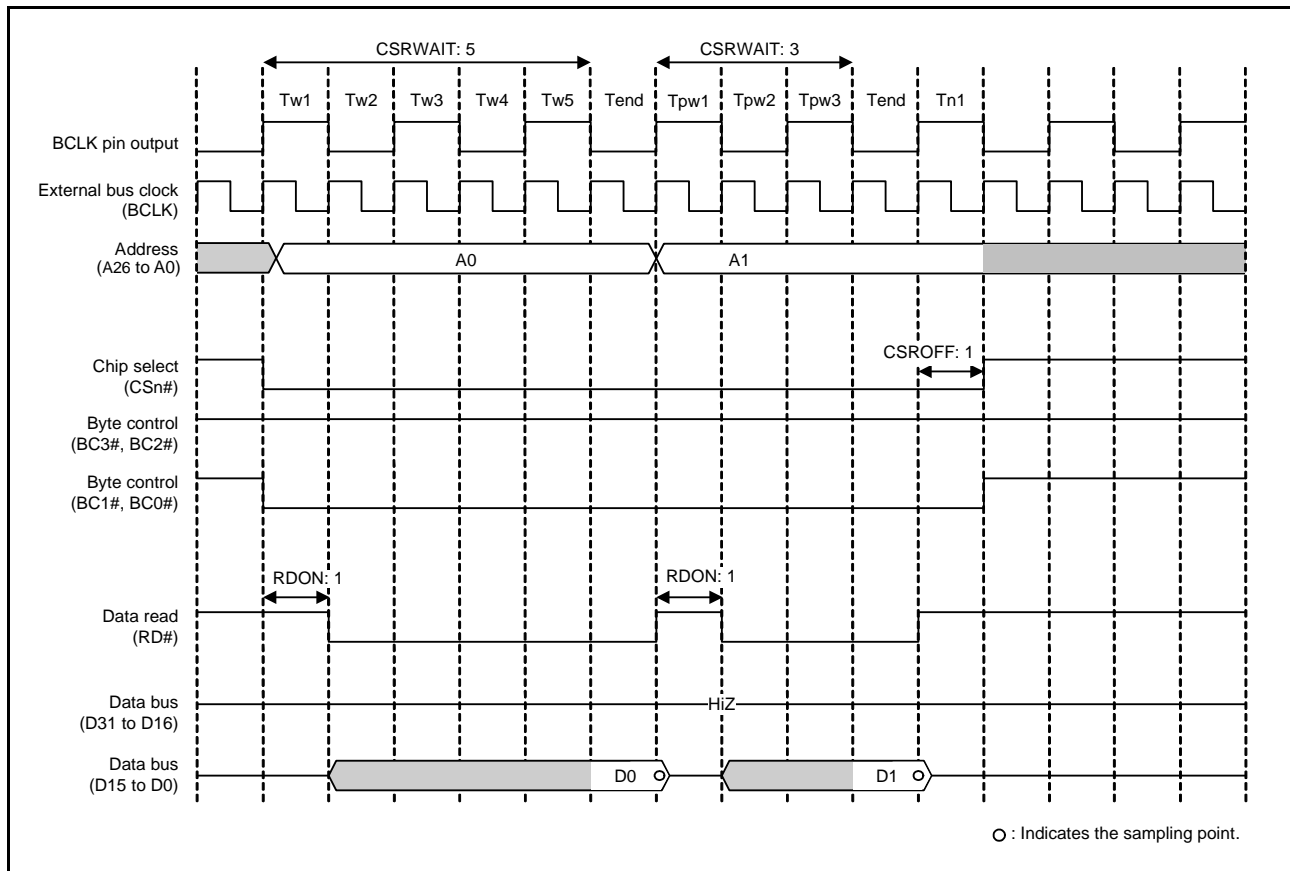 CSRWAIT: 5
CSRWAIT: 3
Tw1 Tw2 Tw3 Tw4 Tw5 Tend Tpw1 Tpw2 Tpw3 Tend Tn1
BCLK pin output
External bus clock
(BCLK)
Address
(A26 to A0)
A0
A1
CSROFF: 1
Chip select
(CSn#)
Byte control
(BC3#, BC2#)
Byte control
(BC1#, BC0#)
RDON: 1
RDON: 1
Data read
(RD#)
Data bus
(D31 to D16)
HiZ
Data bus
(D15 to D0)
D0
D1
: Indicates the sampling point.